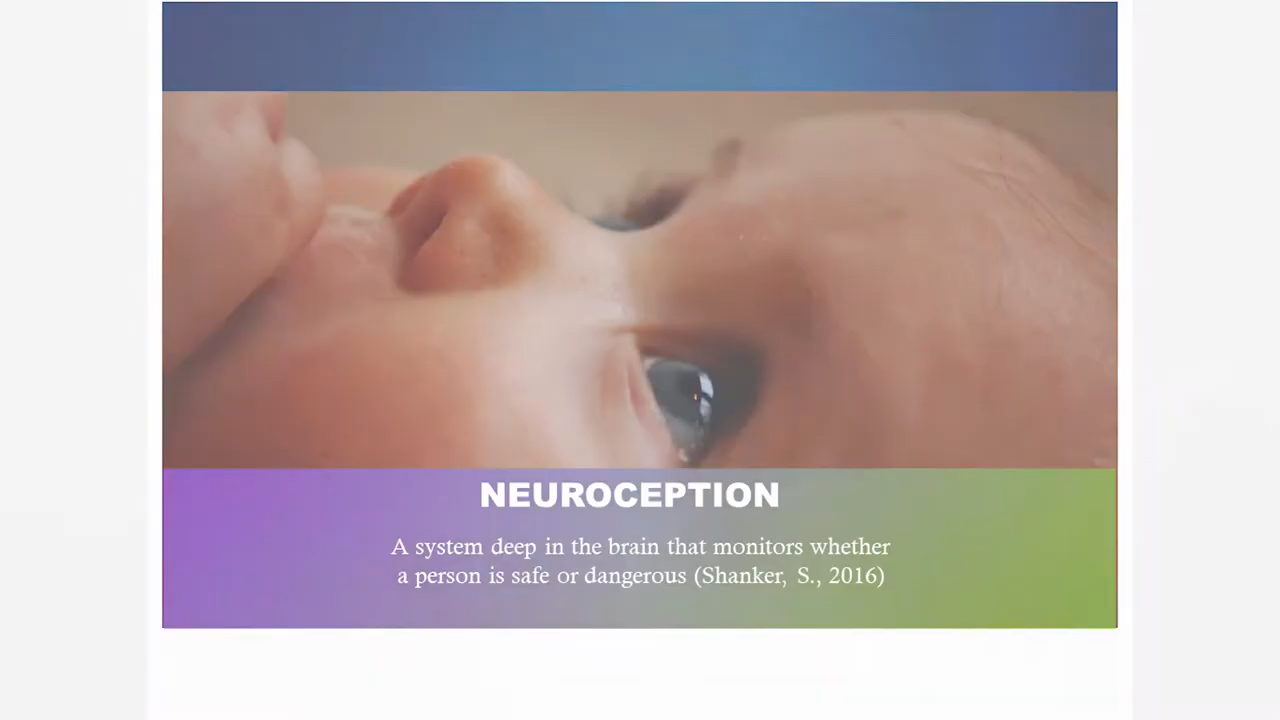 NEUROCEPTION
A system deep in the brain that monitors whether
a person is safe or dangerous (Shanker, S., 2016)